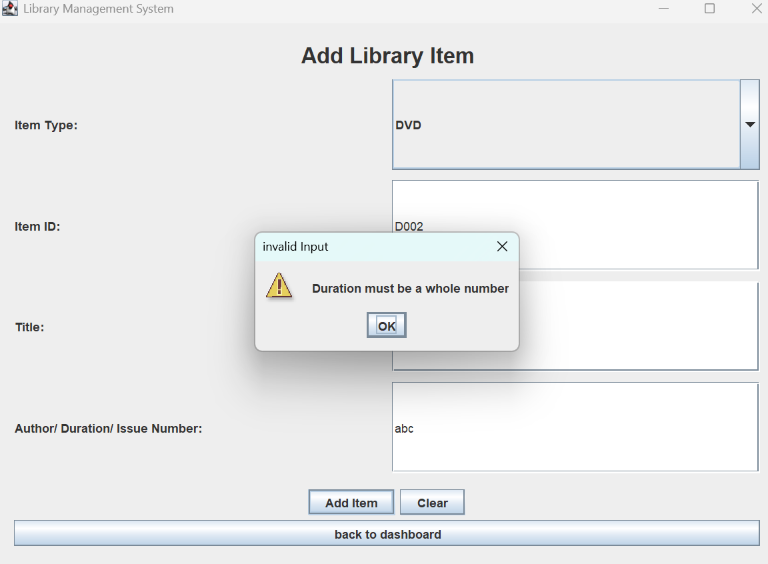 Library Management System
Add Library Item
Item Type:
DVD
Item ID:
D002
invalid Input
Duration must be a whole number
OK
Title:
Author/ Duration/ Issue Number:
abc
Add Item
Clear
back to dashboard